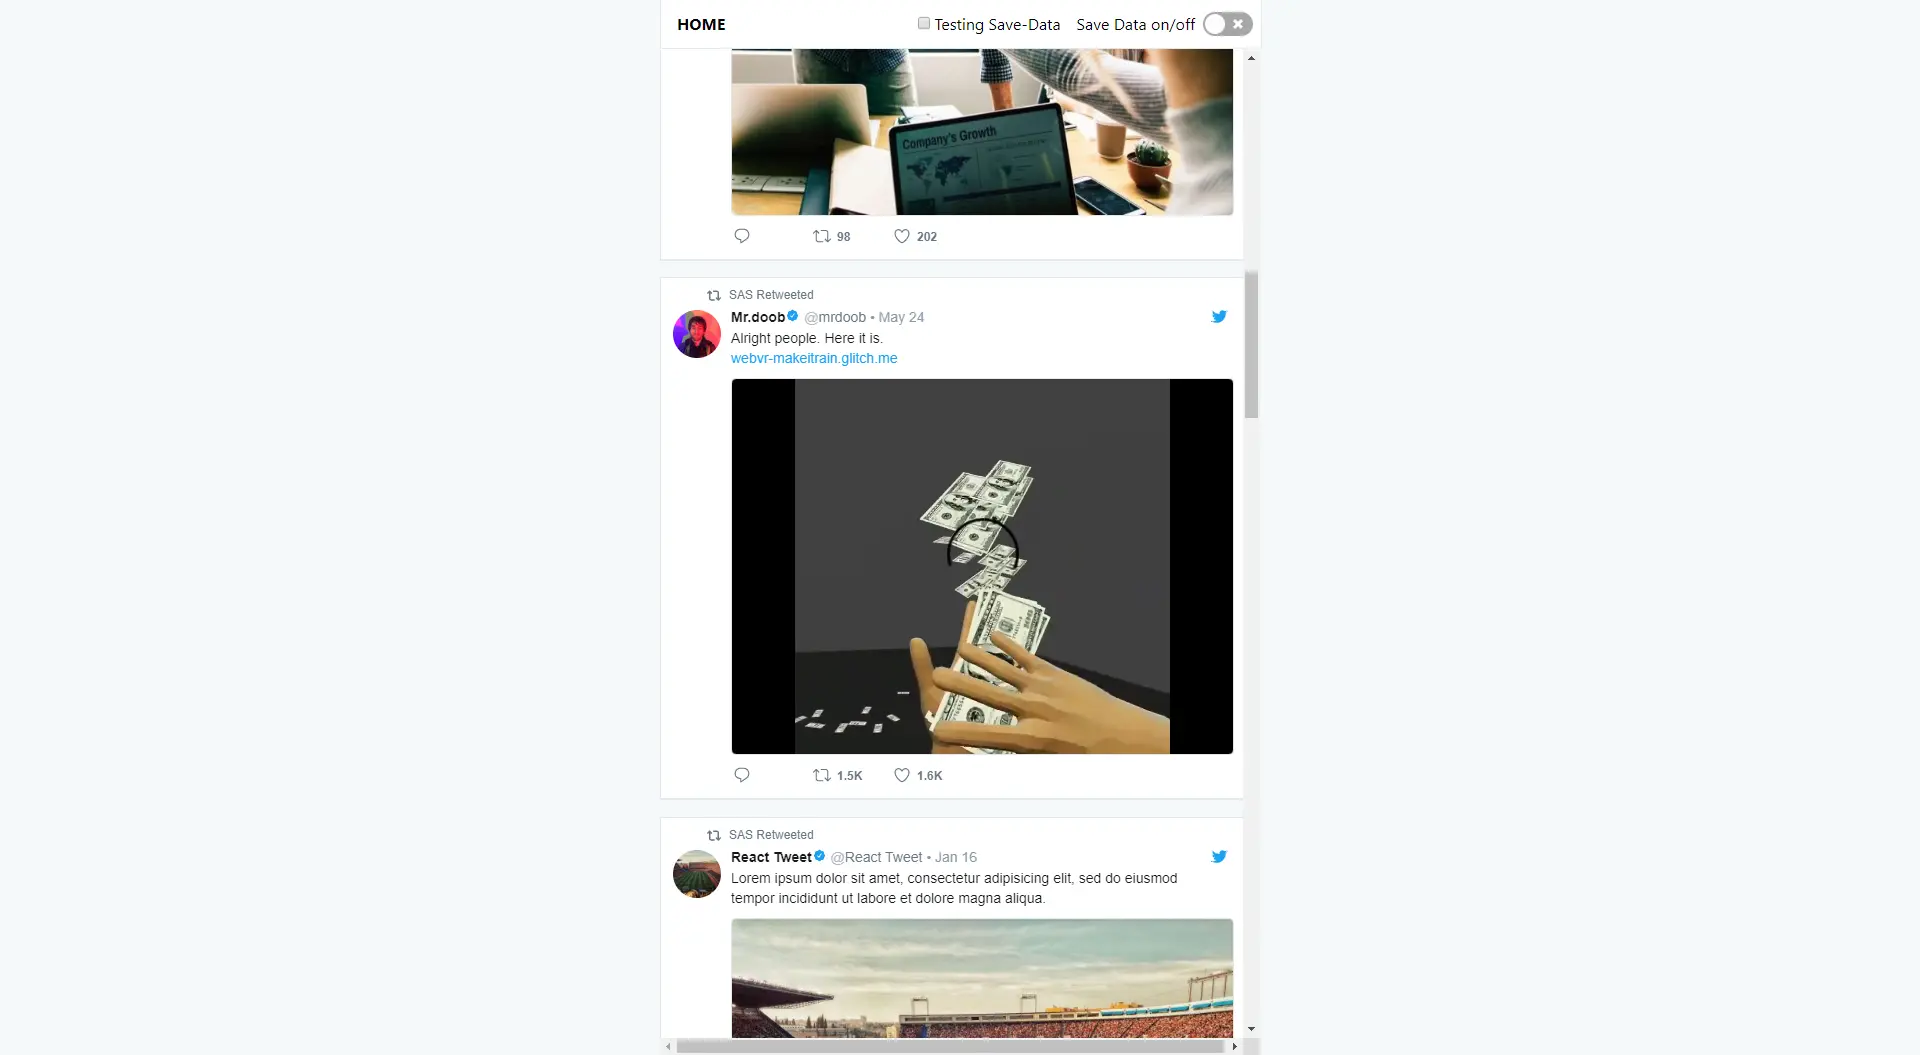 HOME
Testing Save-Data
Save Data on/off
Company's Growth
98
202
SAS Retweeted
Mr.doob @mrdoob • May 24
Alright people. Here it is.
webvr-makeitrain.glitch.me
1.5K
1.6K
SAS Retweeted
React Tweet @React Tweet • Jan 16
Lorem ipsum dolor sit amet, consectetur adipisicing elit, sed do eiusmod
tempor incididunt ut labore et dolore magna aliqua.